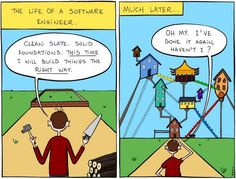 THE LIFE OF A SOFTWARE
ENGINEER.
CLEAN SLATE. SOLID
FOUNDATIONS. THIS TIME
I WILL BUILD THINGS THE
RIGHT WAY.
MUCH LATER...
OH MY. I'VE
DONE IT AGAIN,
HAVEN'T I ?